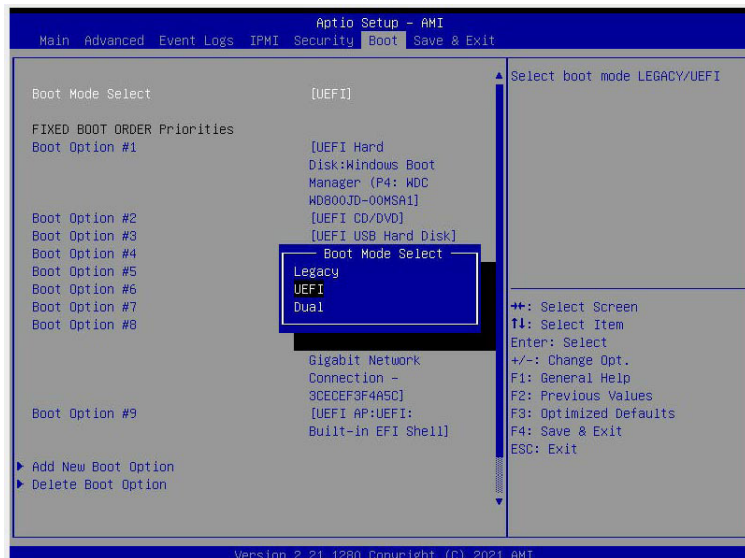 Aptio Setup - AMI
Main Advanced Event Logs IPMI Security Boot Save & Exit
Boot Mode Select [UEFI]
FIXED BOOT ORDER Priorities
Boot Option #1 [UEFI Hard
Disk:Windows Boot
Manager (P4: WDC
WD800JD-00MSA1]
Boot Option #2 [UEFI CD/DVD]
Boot Option #3 [UEFI USB Hard Disk]
Boot Option #4
Boot Option #5
Boot Option #6
Boot Option #7
Boot Option #8
Boot Mode Select
Legacy
UEFI
Dual
Gigabit Network
Connection -
3CECEF3F4A5C]
Boot Option #9 [UEFI AP:UEFI:
Built-in EFI Shell]
Add New Boot Option
Delete Boot Option
Select boot mode LEGACY/UEFI
→←: Select Screen
↑↓: Select Item
Enter: Select
+/-: Change Opt.
F1: General Help
F2: Previous Values
F3: Optimized Defaults
F4: Save & Exit
ESC: Exit
Version 2.21.1280 Copyright (C) 2021 AMI